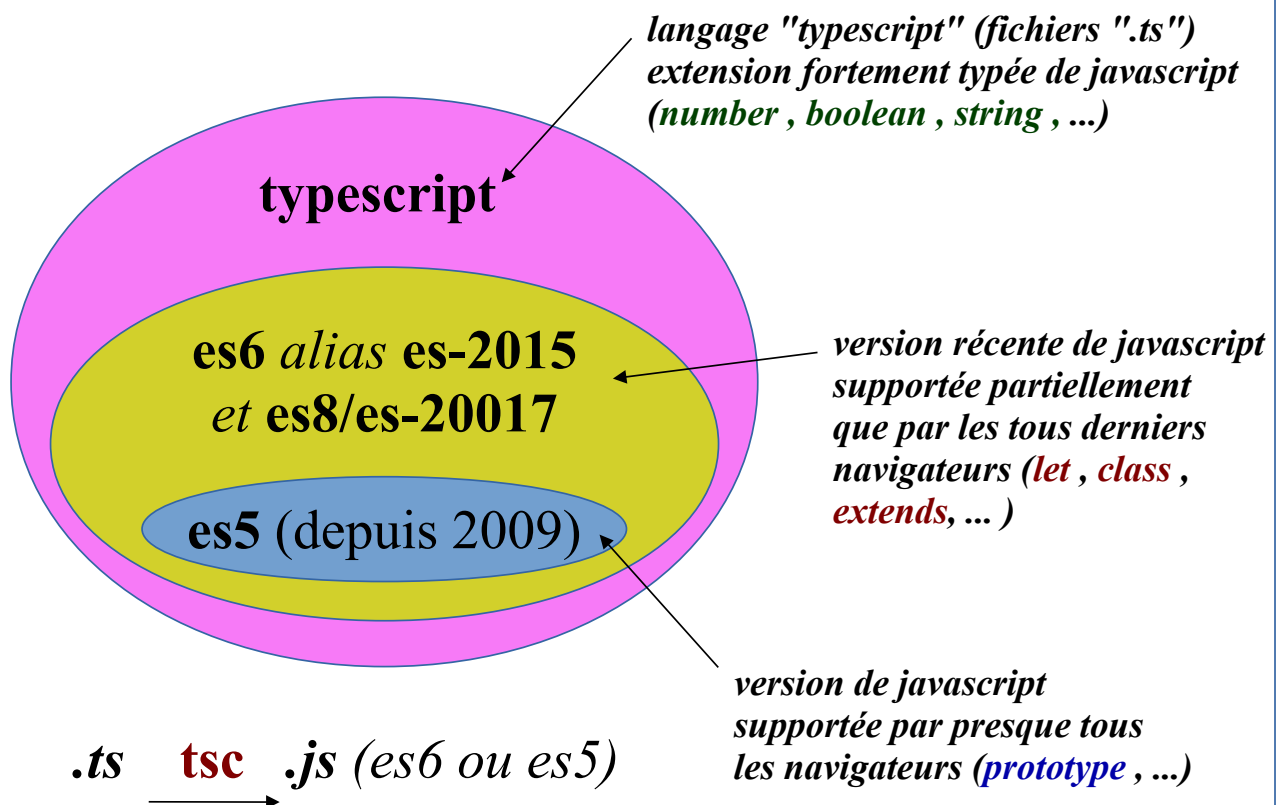 langage "typescript" (fichiers ".ts")
extension fortement typée de javascript
(number , boolean , string , ...)
typescript
es6 alias es-2015
et es8/es-20017
version récente de javascript
supportée partiellement
que par les tous derniers
navigateurs (let , class ,
extends, ... )
es5 (depuis 2009)
version de javascript
supportée par presque tous
les navigateurs (prototype , ...)
.ts tsc .js (es6 ou es5)